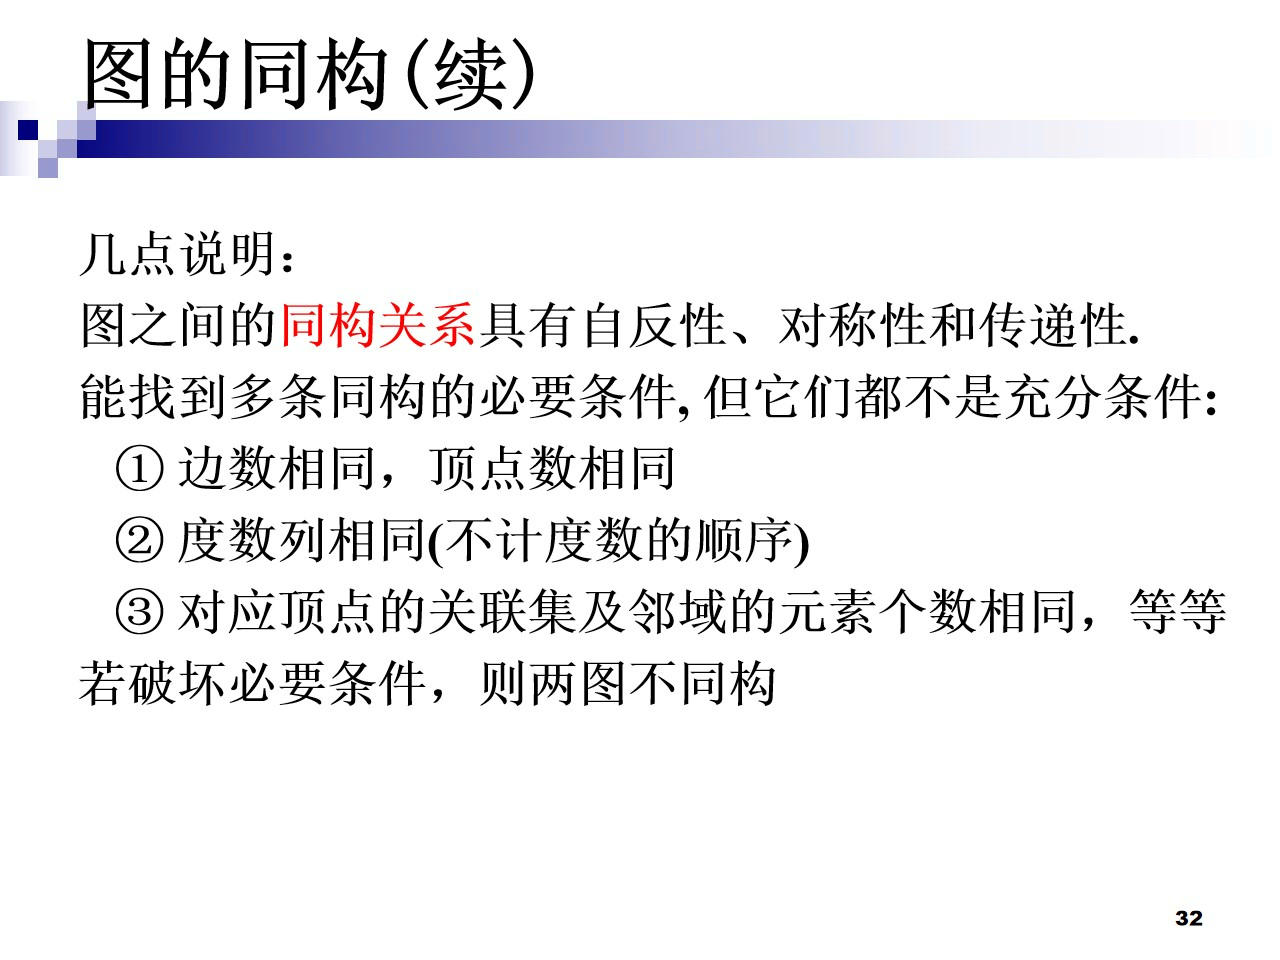 图的同构(续)
几点说明：
图之间的同构关系具有自反性、对称性和传递性.
能找到多条同构的必要条件, 但它们都不是充分条件:
① 边数相同，顶点数相同
② 度数列相同(不计度数的顺序)
③ 对应顶点的关联集及邻域的元素个数相同，等等
若破坏必要条件，则两图不同构
32